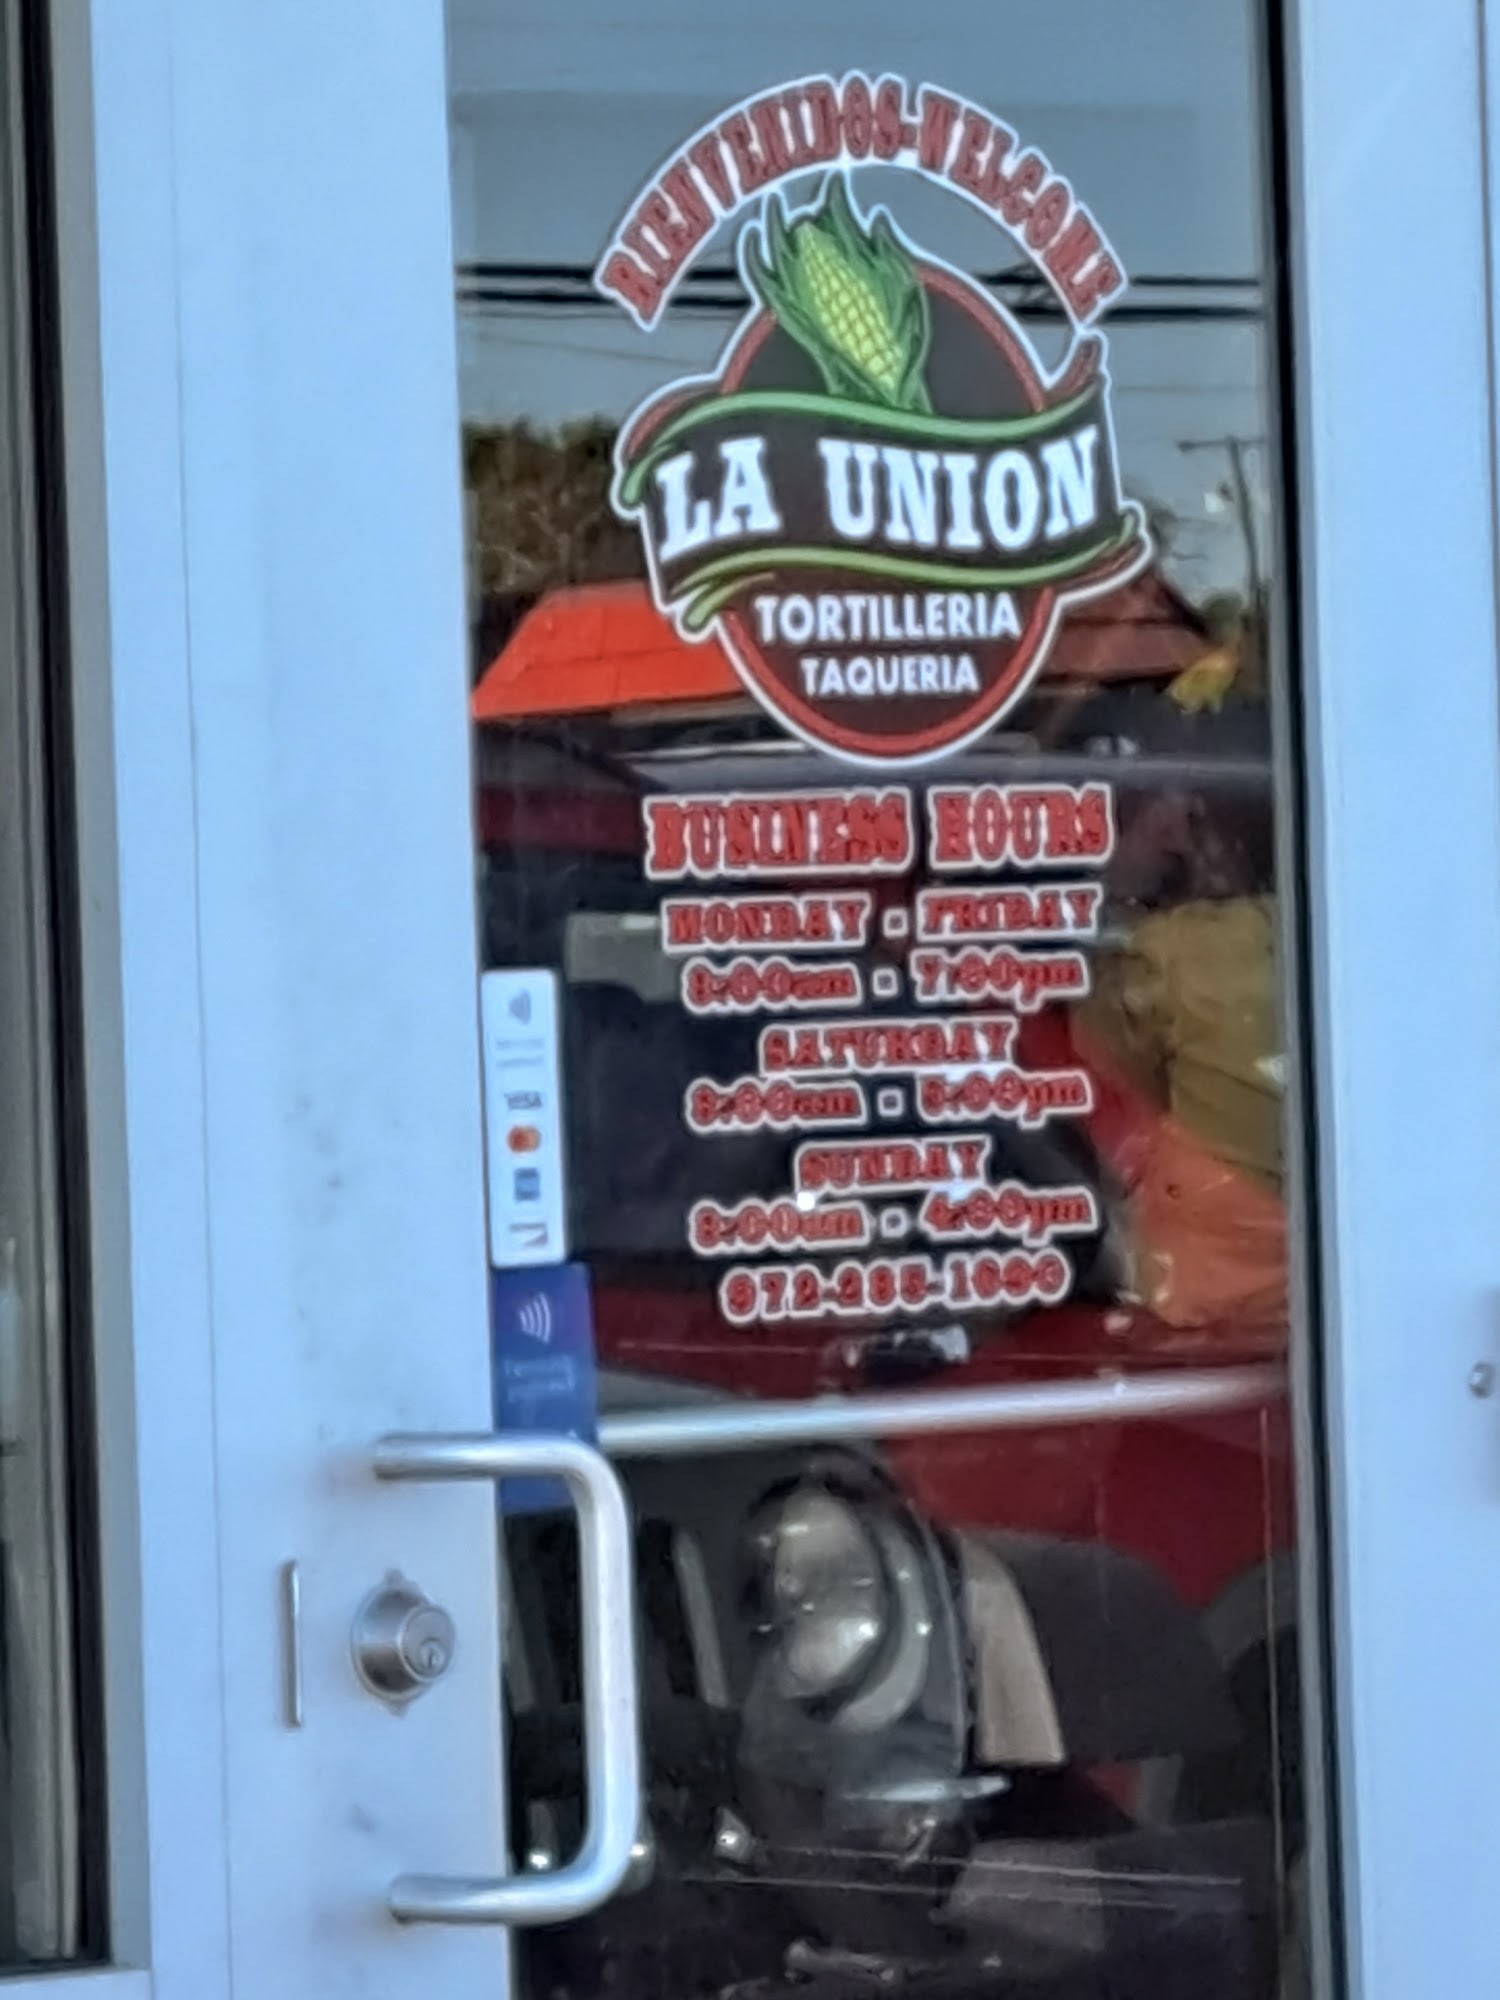 BIENVENIDOS-WELCOME
LA UNION
TORTILLERIA
TAQUERIA
BUSINESS HOURS
MONDAY - FRIDAY
8:00am - 7:00pm
SATURDAY
SUNDAY
8:00am - 4:00pm
VISA